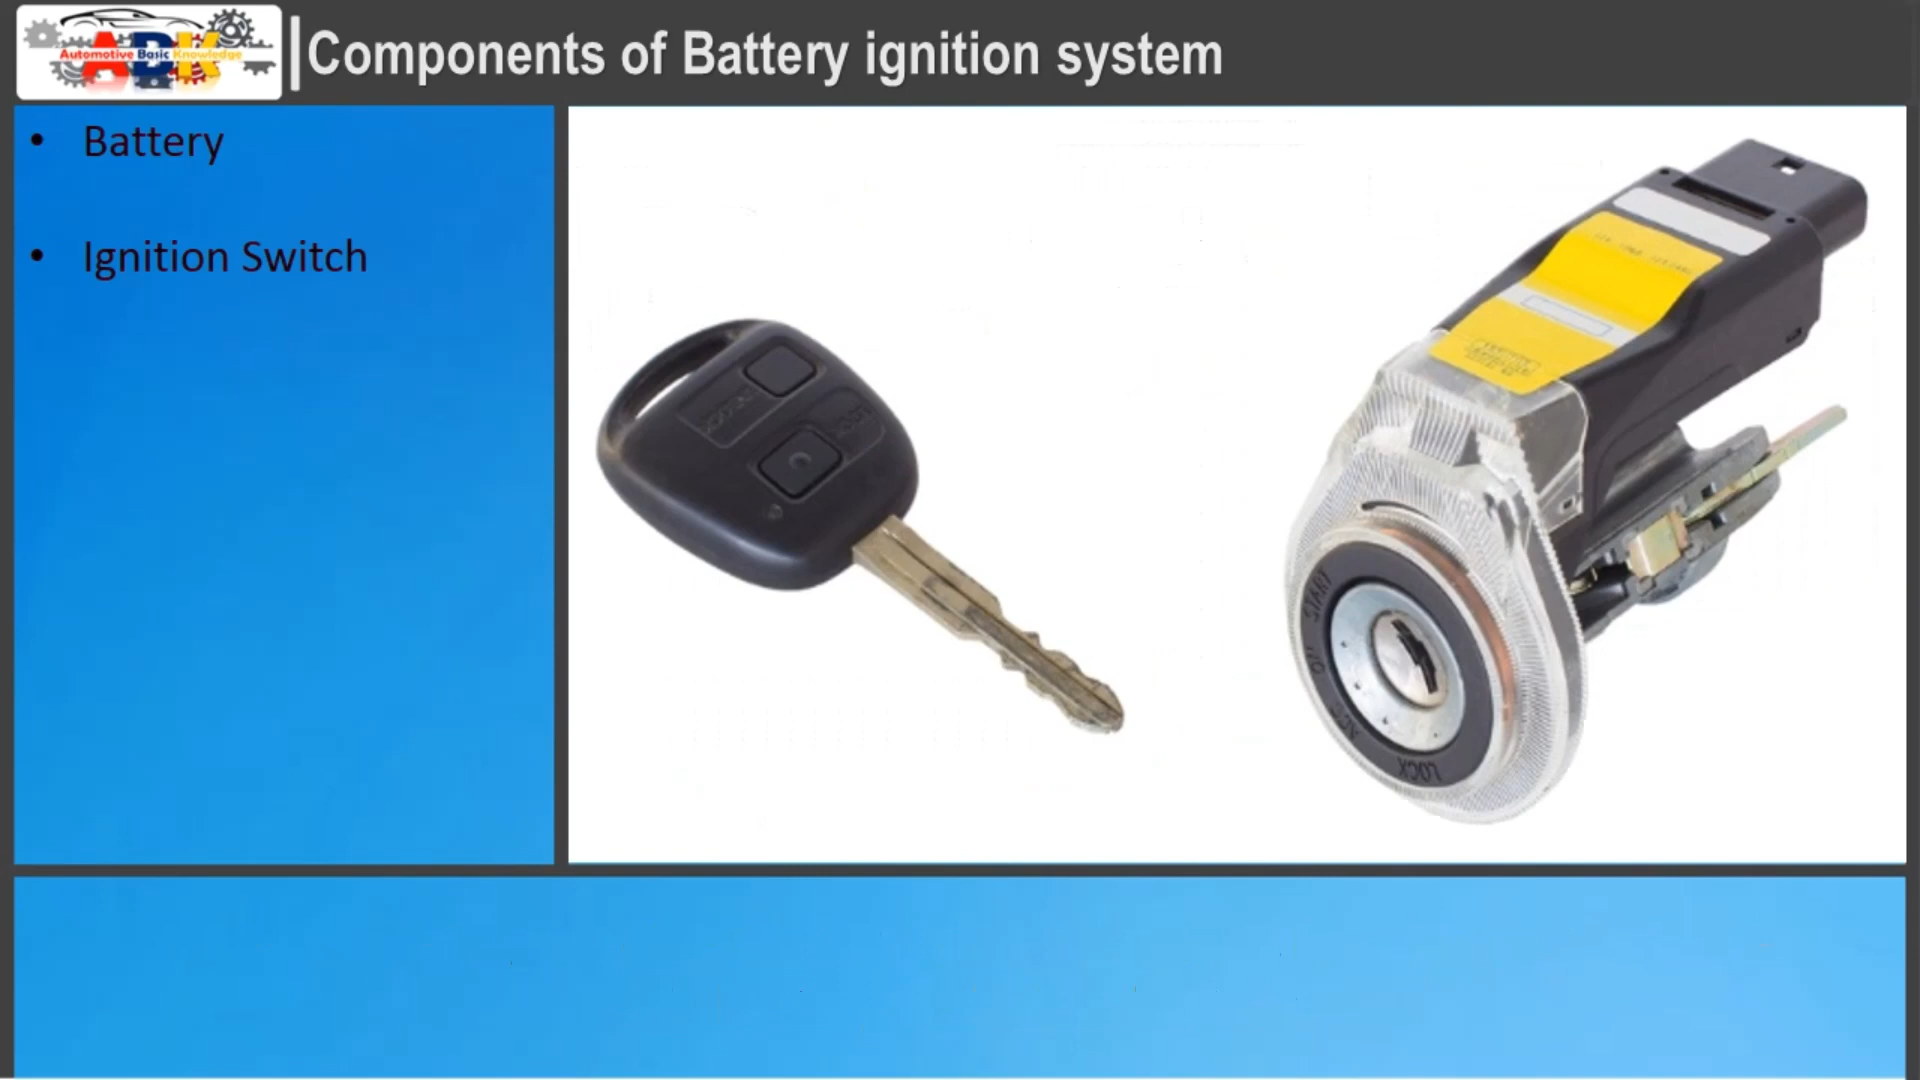 Automotive Basic Knowledge
ABK
Components of Battery ignition system
• Battery
• Ignition Switch
START
ON
ACC
LOCK